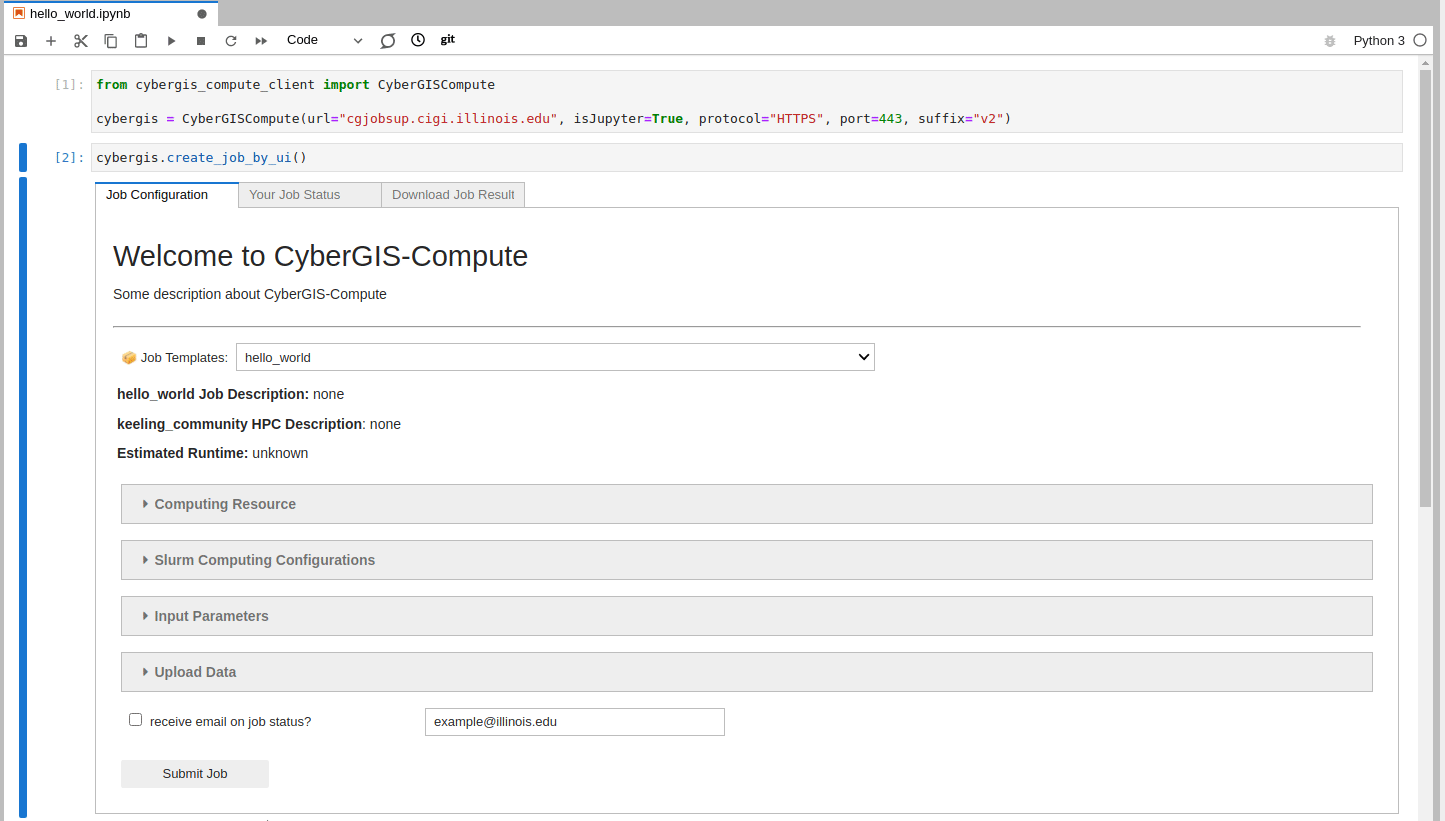 hello_world.ipynb
Code
git
Python 3
[1]: from cybergis_compute_client import CyberGISCompute
cybergis = CyberGISCompute(url="cgjobsup.cigi.illinois.edu", isJupyter=True, protocol="HTTPS", port=443, suffix="v2")
[2]: cybergis.create_job_by_ui()
Job Configuration Your Job Status Download Job Result
Welcome to CyberGIS-Compute
Some description about CyberGIS-Compute
📦 Job Templates: hello_world
hello_world Job Description: none
keeling_community HPC Description: none
Estimated Runtime: unknown
Computing Resource
Slurm Computing Configurations
Input Parameters
Upload Data
receive email on job status? example@illinois.edu
Submit Job